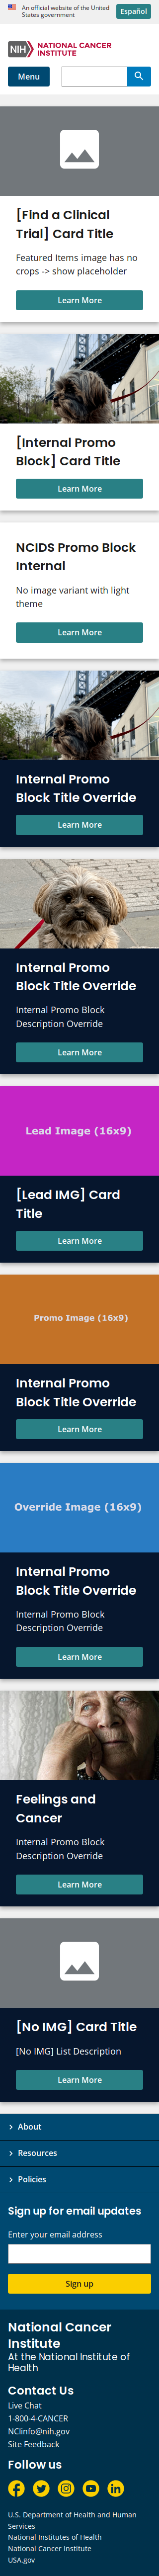 An official website of the United
States government
Español
NIH
NATIONAL CANCER
INSTITUTE
Menu
[Find a Clinical
Trial] Card Title
Featured Items image has no
crops -> show placeholder
Learn More
[Internal Promo
Block] Card Title
Learn More
NCIDS Promo Block
Internal
No image variant with light
theme
Learn More
Internal Promo
Block Title Override
Learn More
Internal Promo
Block Title Override
Internal Promo Block
Description Override
Learn More
Lead Image (16x9)
[Lead IMG] Card
Title
Learn More
Promo Image (16x9)
Internal Promo
Block Title Override
Learn More
Override Image (16x9)
Internal Promo
Block Title Override
Internal Promo Block
Description Override
Learn More
Feelings and
Cancer
Internal Promo Block
Description Override
Learn More
[No IMG] Card Title
[No IMG] List Description
Learn More
About
Resources
Policies
Sign up for email updates
Enter your email address
Sign up
National Cancer
Institute
At the National Institute of
Health
Contact Us
Live Chat
1-800-4-CANCER
NCIinfo@nih.gov
Site Feedback
Follow us
U.S. Department of Health and Human
Services
National Institutes of Health
National Cancer Institute
USA.gov